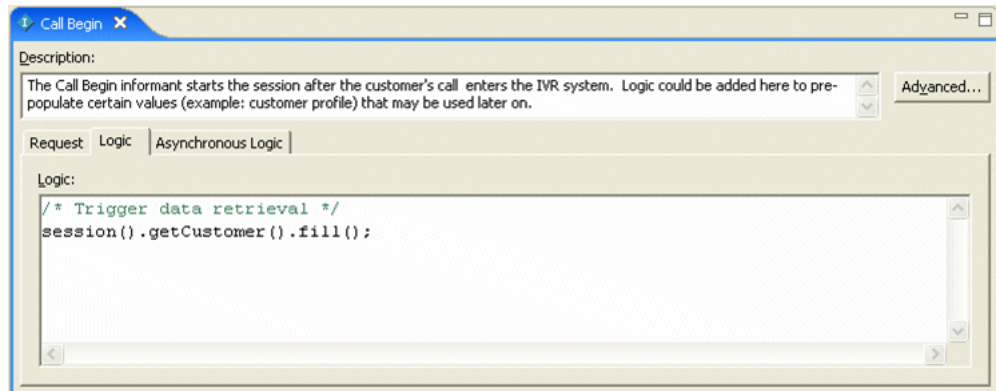 Call Begin
Description:
The Call Begin informant starts the session after the customer's call enters the IVR system. Logic could be added here to pre-
populate certain values (example: customer profile) that may be used later on.
Advanced...
Request Logic Asynchronous Logic
Logic:
/* Trigger data retrieval */
session().getCustomer().fill();